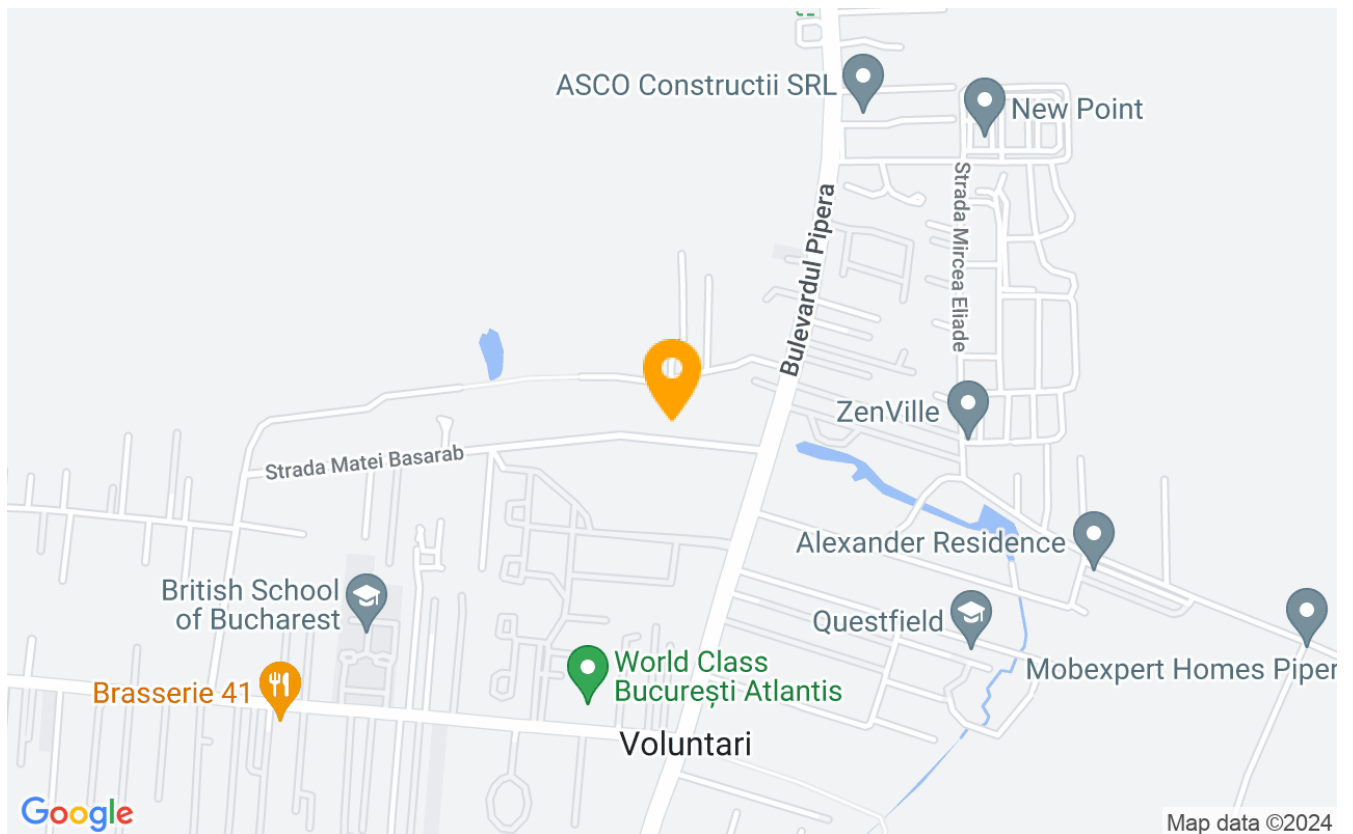 ASCO Constructii SRL
New Point
Strada Mircea Eliade
Bulevardul Pipera
ZenVille
Strada Matei Basarab
Alexander Residence
British School
of Bucharest
Questfield
World Class
București Atlantis
Mobexpert Homes Piper
Brasserie 41
Voluntari
Google
Map data ©2024